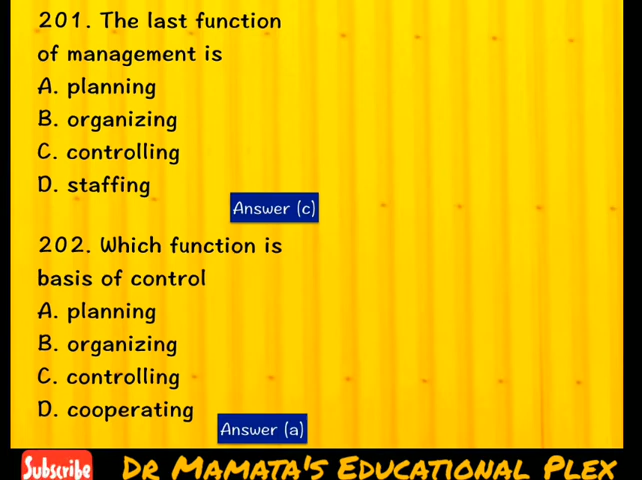 201. The last function
of management is
A. planning
B. organizing
C. controlling
D. staffing
Answer (c)
202. Which function is
basis of control
A. planning
B. organizing
C. controlling
D. cooperating
Answer (a)
Subscribe
DR MAMATA'S EDUCATIONAL PLEX